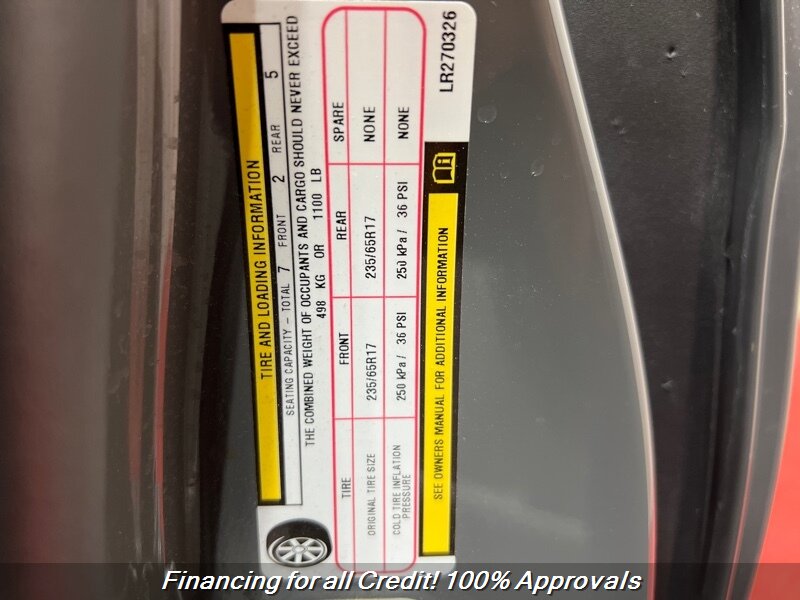 TIRE AND LOADING INFORMATION
SEATING CAPACITY - TOTAL 7 FRONT 2 REAR 5
THE COMBINED WEIGHT OF OCCUPANTS AND CARGO SHOULD NEVER EXCEED
498 KG OR 1100 LB
TIRE FRONT REAR SPARE
ORIGINAL TIRE SIZE 235/65R17 235/65R17 NONE
COLD TIRE INFLATION
PRESSURE 250 kPa / 36 PSI 250 kPa / 36 PSI NONE
SEE OWNERS MANUAL FOR ADDITIONAL INFORMATION
LR270326
Financing for all Credit! 100% Approvals